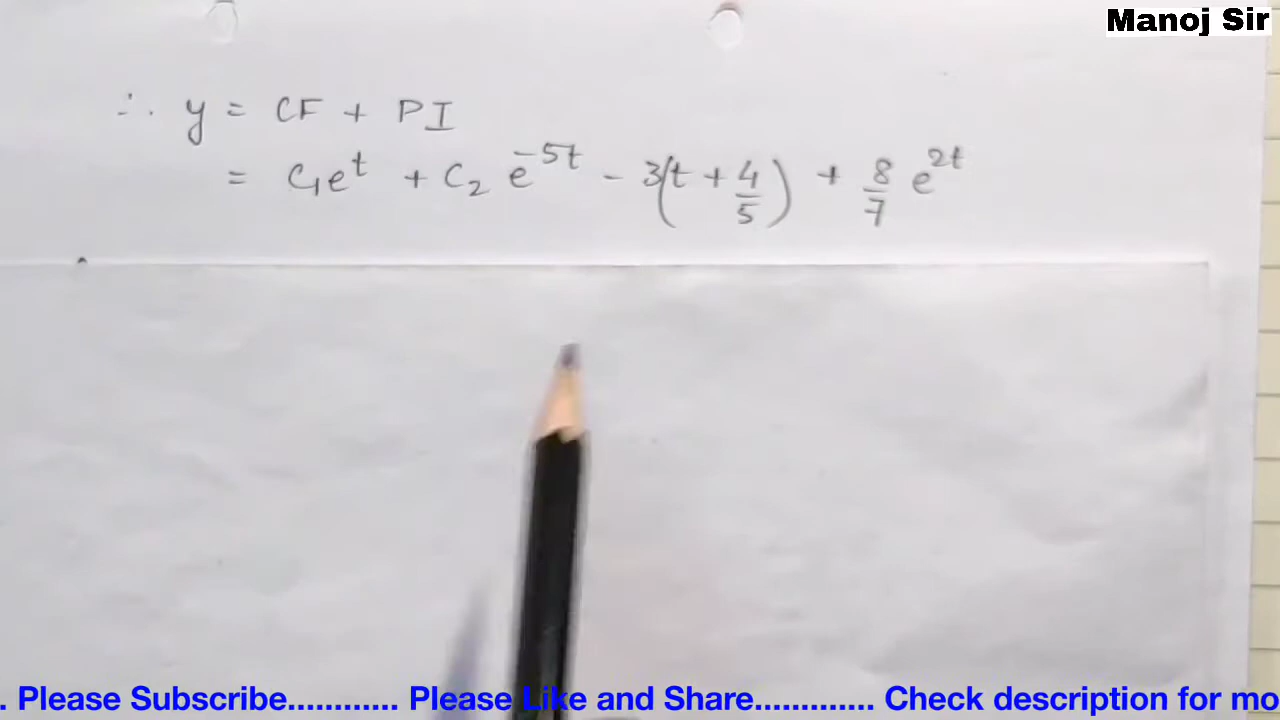 Manoj Sir
∴ y = CF + PI
= C₁eᵗ + C₂ e⁻⁵ᵗ - 3(t + 4/5) + 8/7 e²ᵗ
. Please Subscribe............ Please Like and Share............. Check description for mo